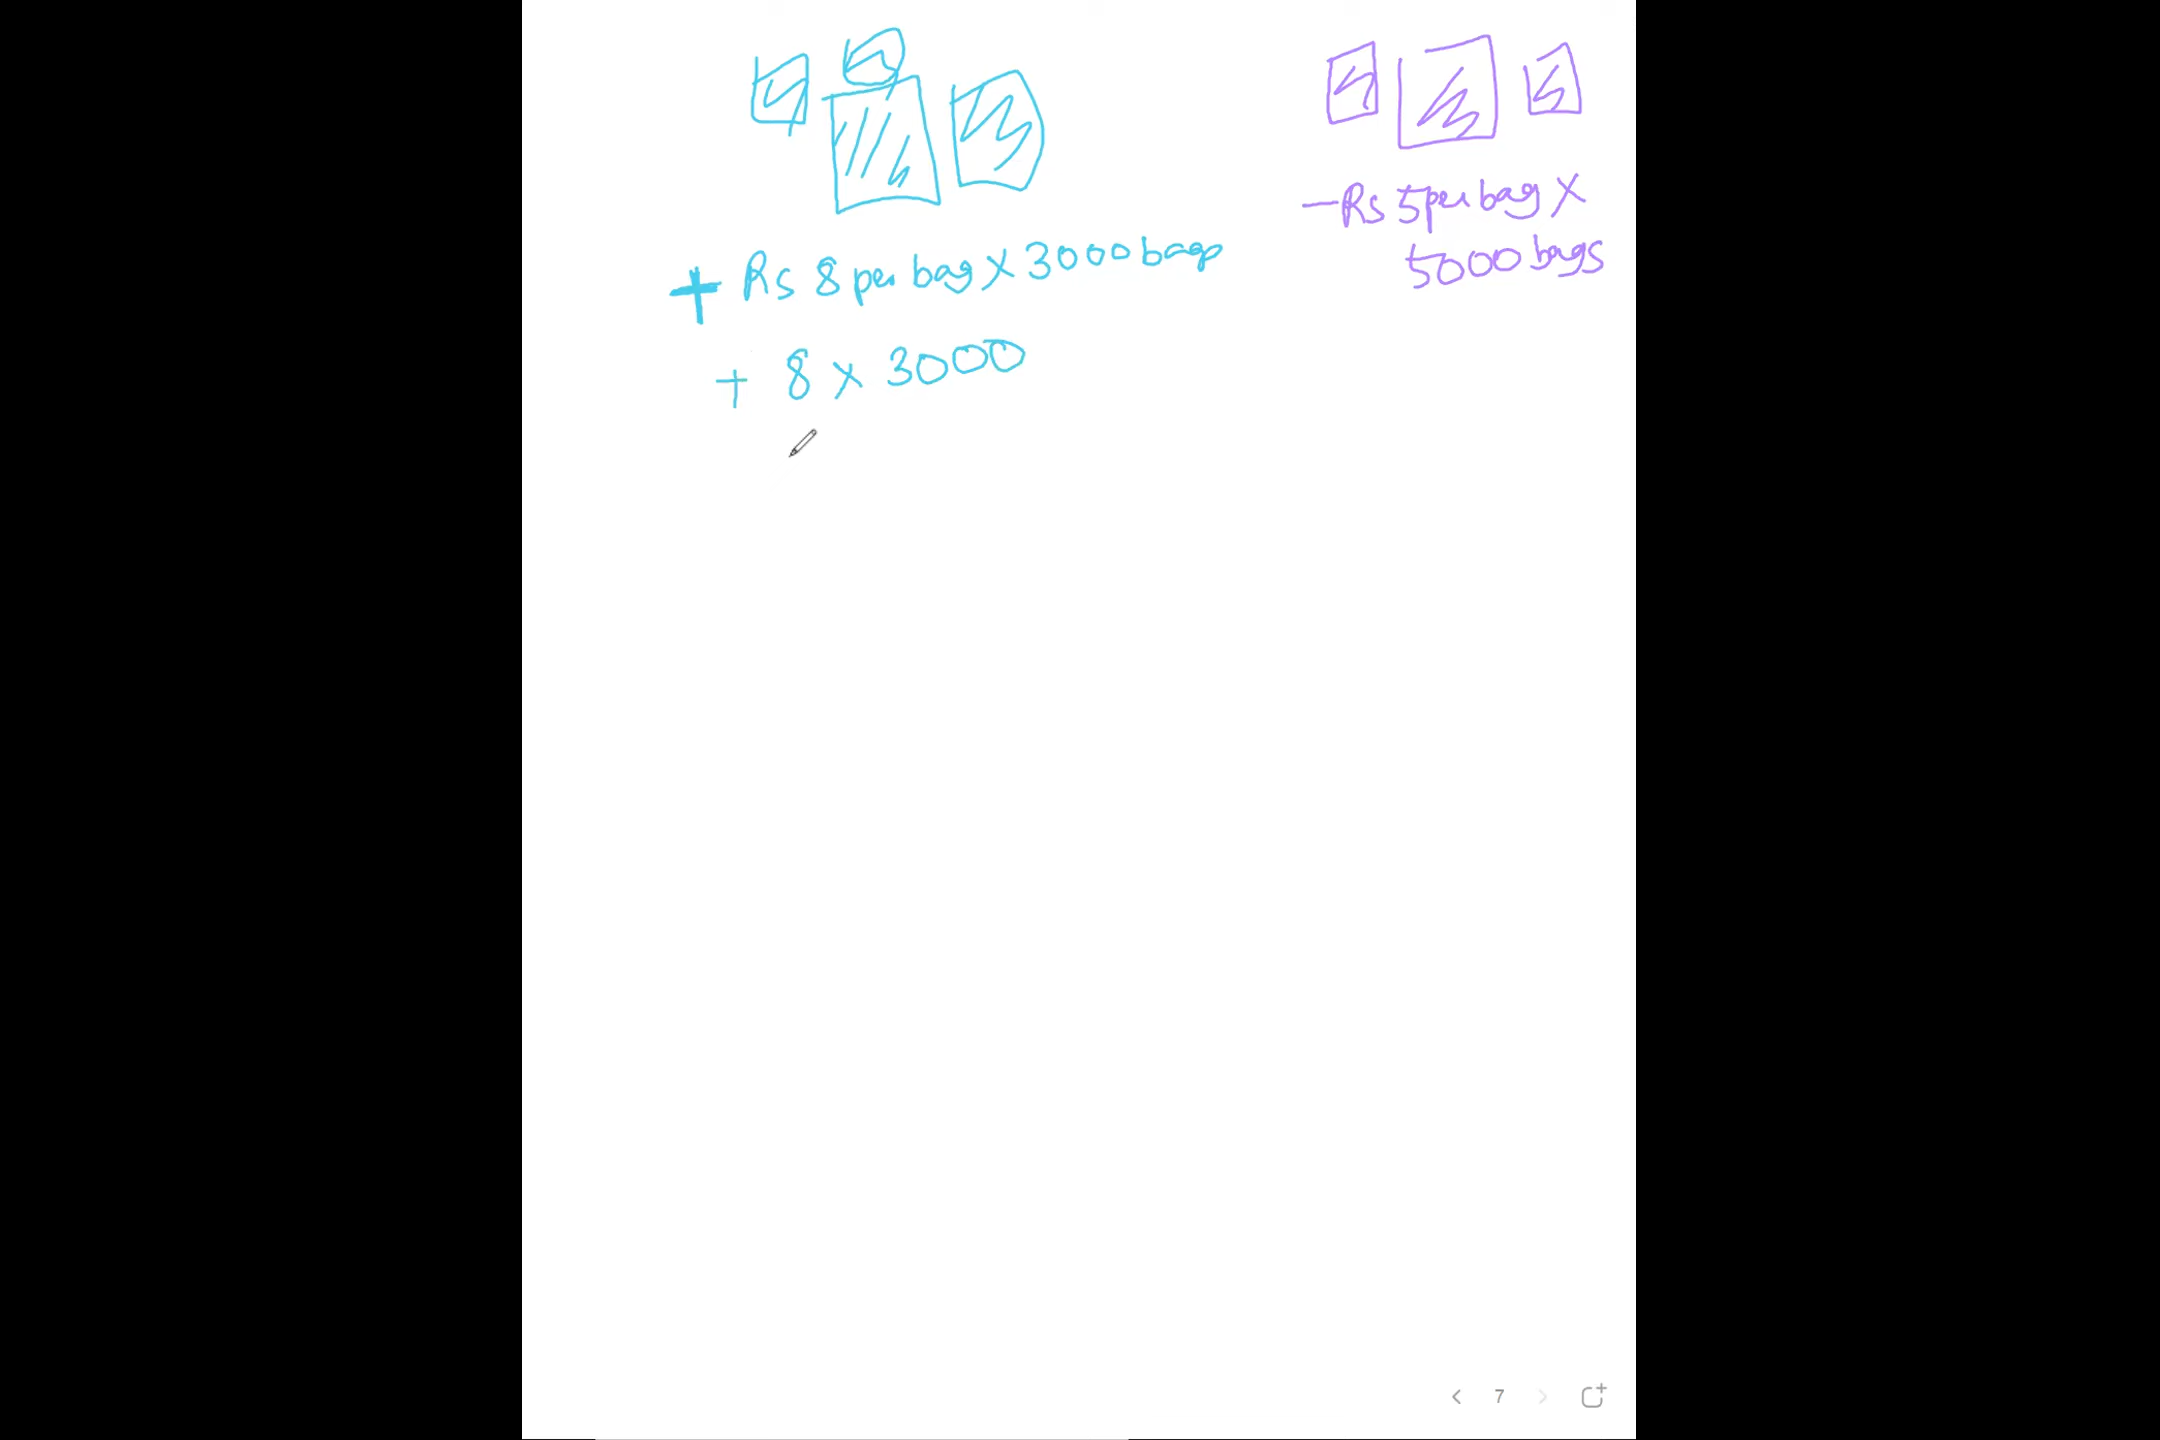 - Rs 5 per bag X
5000 bags
+ Rs 8 per bag X 3000 bags
+ 8 X 3000
< 7 >